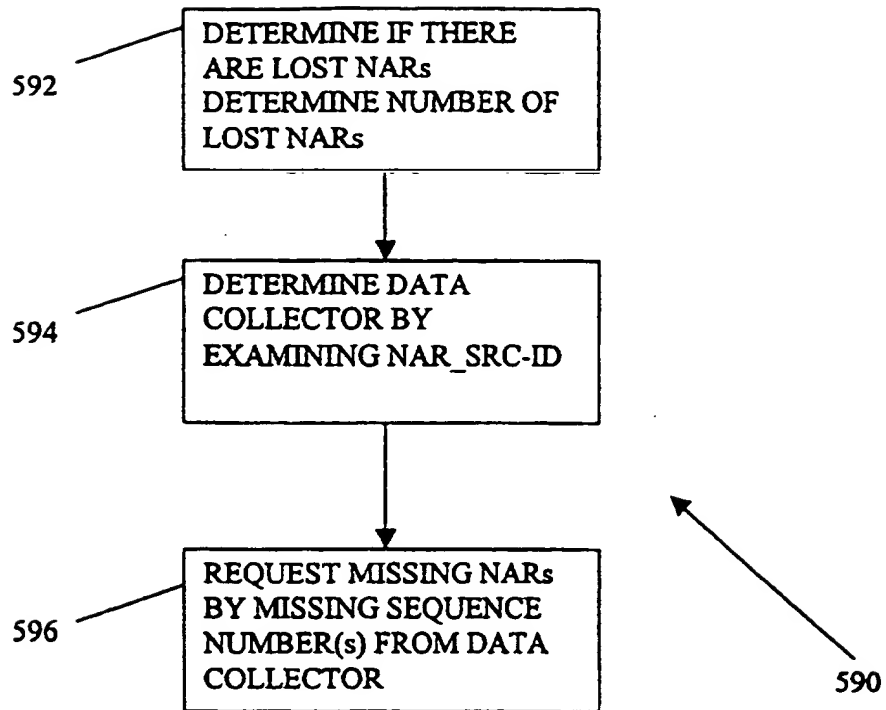 592
DETERMINE IF THERE
ARE LOST NARs
DETERMINE NUMBER OF
LOST NARs
594
DETERMINE DATA
COLLECTOR BY
EXAMINING NAR_SRC-ID
596
REQUEST MISSING NARs
BY MISSING SEQUENCE
NUMBER(s) FROM DATA
COLLECTOR
590